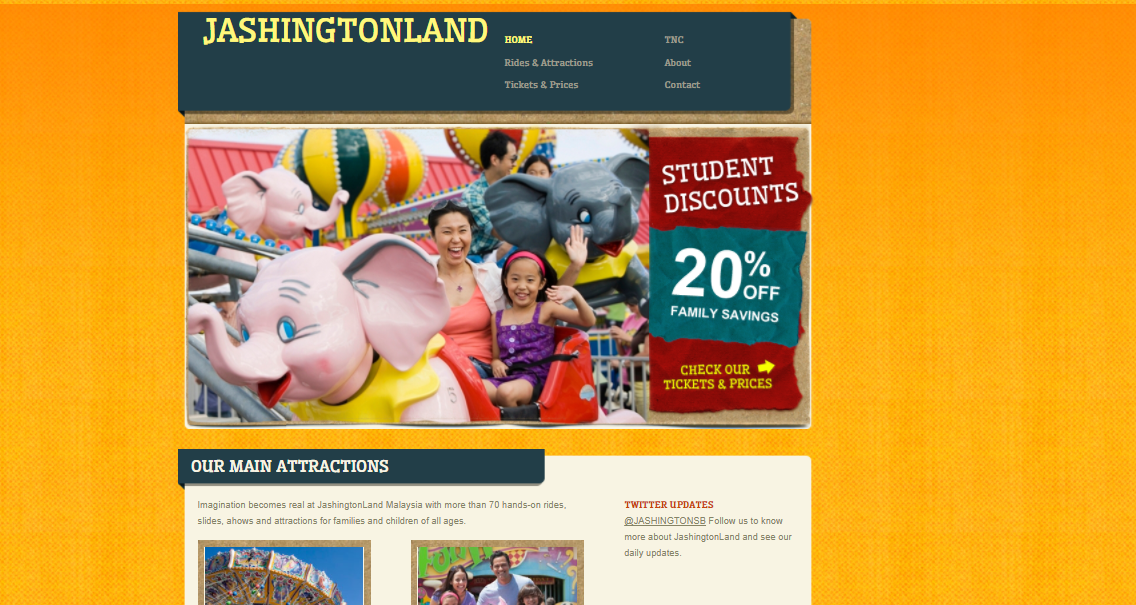 JASHINGTONLAND
HOME
TNC
Rides & Attractions
About
Tickets & Prices
Contact
STUDENT
DISCOUNTS
20% OFF
FAMILY SAVINGS
CHECK OUR
TICKETS & PRICES
OUR MAIN ATTRACTIONS
Imagination becomes real at JashingtonLand Malaysia with more than 70 hands-on rides,
slides, ahows and attractions for families and children of all ages.
TWITTER UPDATES
@JASHINGTONSB Follow us to know
more about JashingtonLand and see our
daily updates.
5